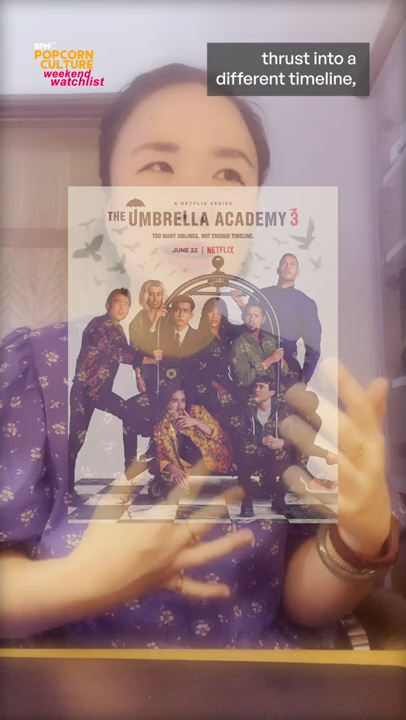 BFM
POPCORN
CULTURE
weekend
watchlist
thrust into a
different timeline,
A NETFLIX SERIES
THE UMBRELLA ACADEMY 3
TOO MANY SIBLINGS. NOT ENOUGH TIMELINE.
JUNE 22 | NETFLIX